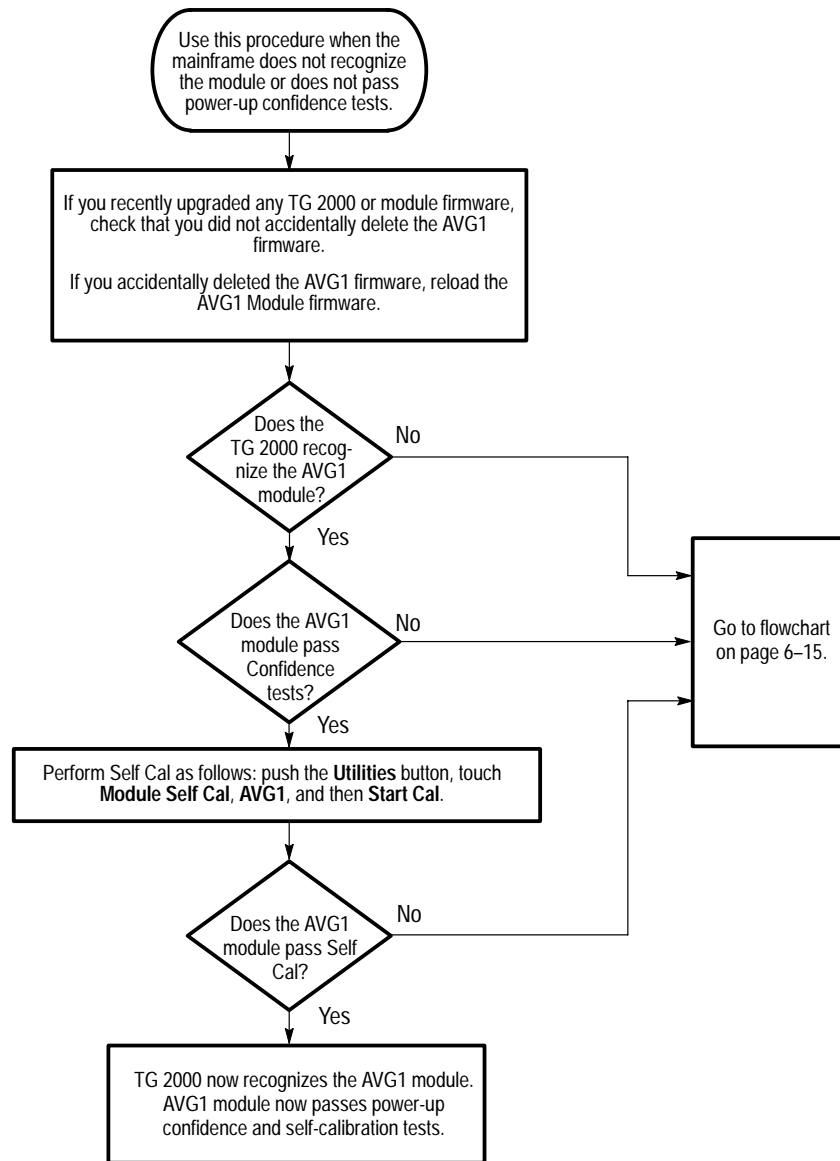 Use this procedure when the
mainframe does not recognize
the module or does not pass
power-up confidence tests.
If you recently upgraded any TG 2000 or module firmware,
check that you did not accidentally delete the AVG1
firmware.
If you accidentally deleted the AVG1 firmware, reload the
AVG1 Module firmware.
Does the
TG 2000 recog-
nize the AVG1
module?
No
Yes
Does the AVG1
module pass
Confidence
tests?
No
Yes
Go to flowchart
on page 6–15.
Perform Self Cal as follows: push the Utilities button, touch
Module Self Cal, AVG1, and then Start Cal.
Does the AVG1
module pass Self
Cal?
No
Yes
TG 2000 now recognizes the AVG1 module.
AVG1 module now passes power-up
confidence and self-calibration tests.